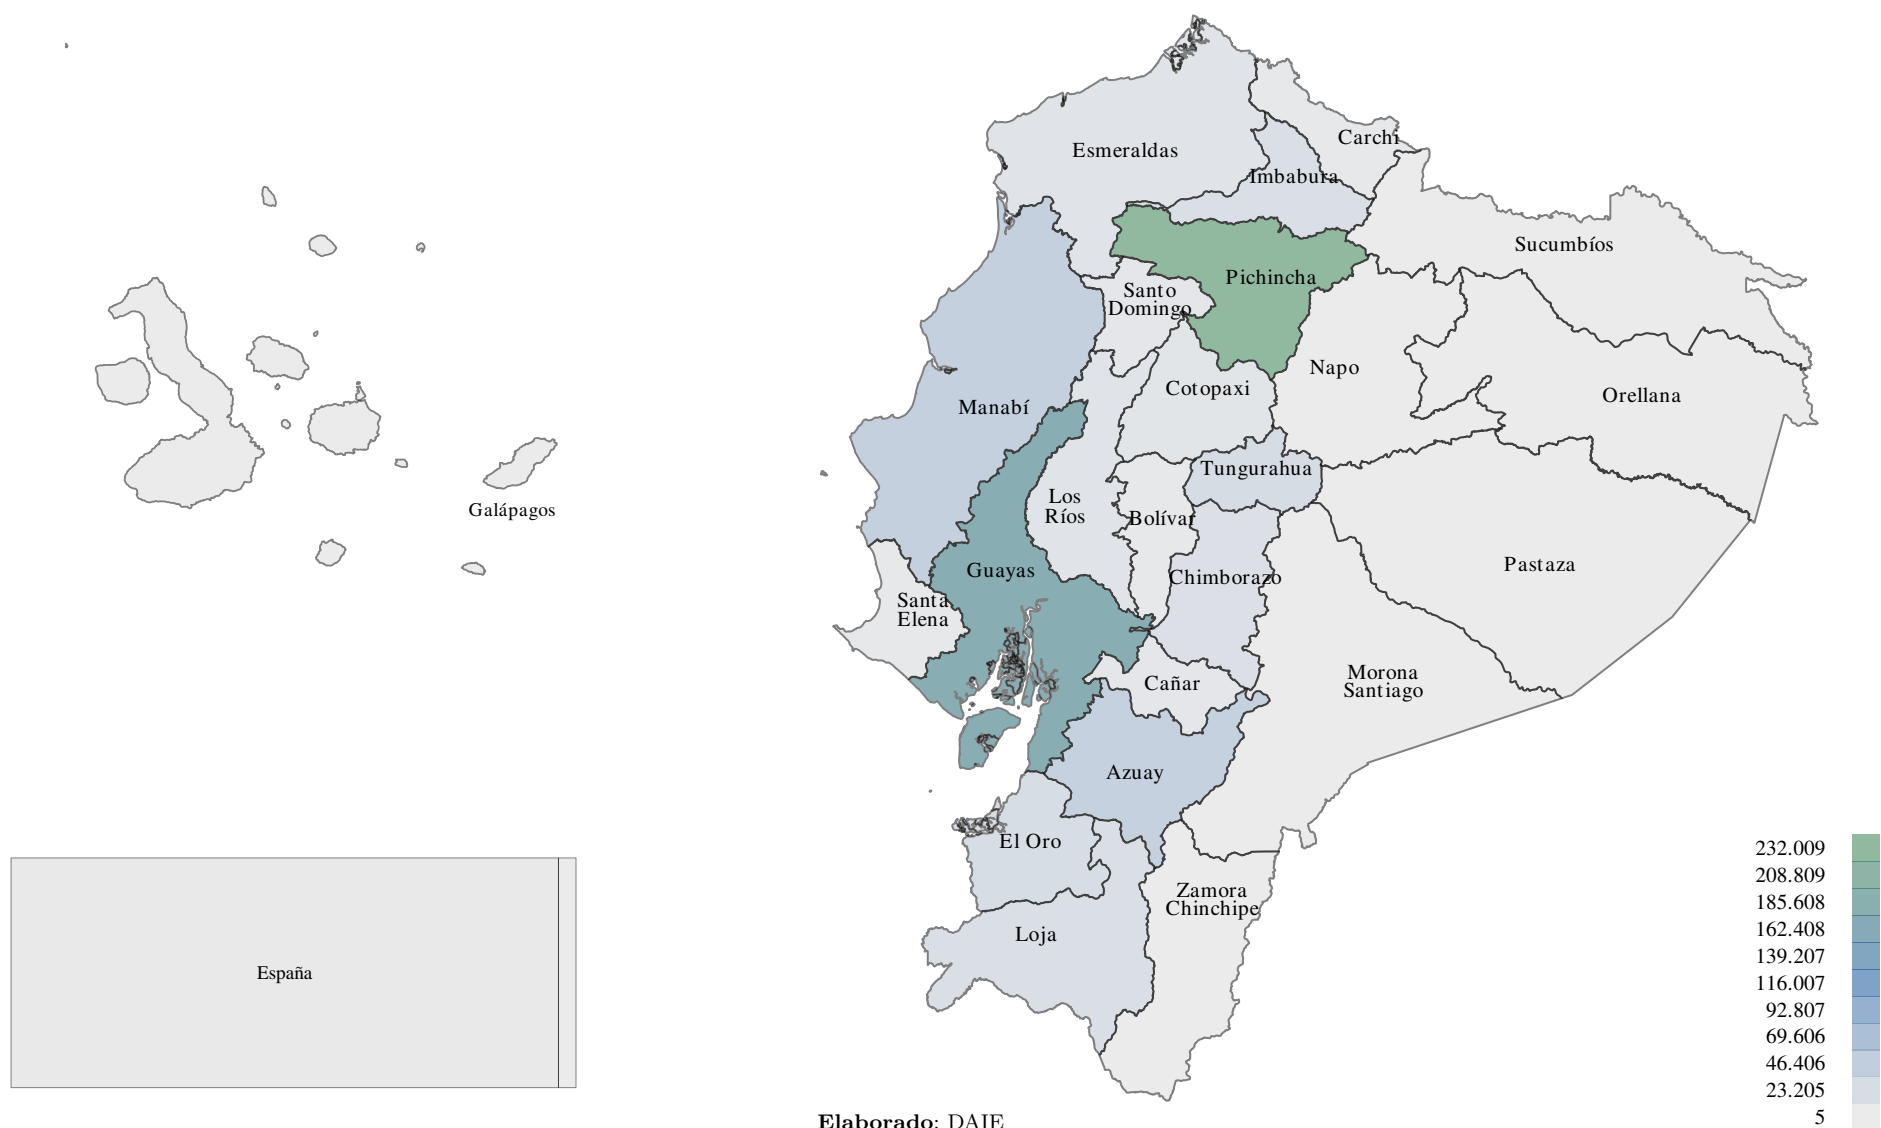 Carchi
Esmeraldas
Imbabura
Sucumbíos
Pichincha
Santo
Domingo
Napo
Cotopaxi
Orellana
Manabí
Tungurahua
Los
Ríos
Galápagos
Bolívar
Pastaza
Guayas
Chimborazo
Santa
Elena
Morona
Santiago
Cañar
Azuay
El Oro
Zamora
Chinchipe
Loja
España
232.009
208.809
185.608
162.408
139.207
116.007
92.807
69.606
46.406
23.205
5
Elaborado: DAIE